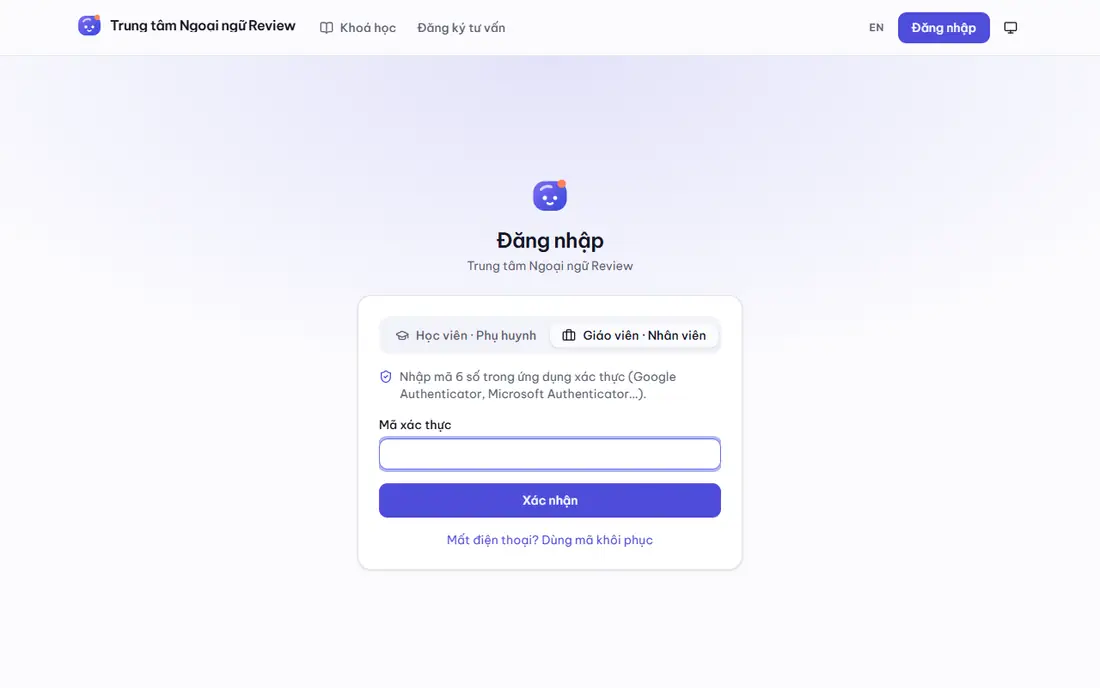 Trung tâm Ngoại ngữ Review
Khoá học
Đăng ký tư vấn
EN
Đăng nhập
Đăng nhập
Trung tâm Ngoại ngữ Review
Học viên · Phụ huynh
Giáo viên · Nhân viên
Nhập mã 6 số trong ứng dụng xác thực (Google
Authenticator, Microsoft Authenticator...).
Mã xác thực
Xác nhận
Mất điện thoại? Dùng mã khôi phục